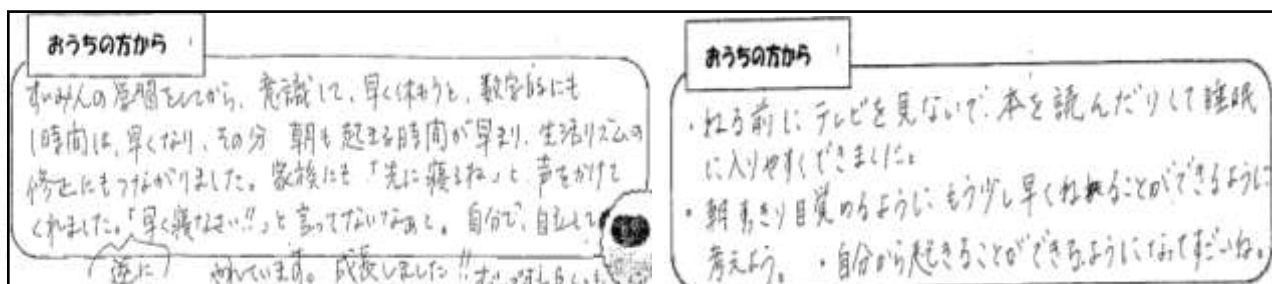 おうちの方から
すいみんの学習をしてから、意識して、早く休もうと、数字的にも
1時間は、早くなり、その分 朝も起きる時間が早まり、生活リズムの
修正にもつながりました。家族にも「先に寝るね」と声をかけて
くれました。「早く寝なさい!!」と言ってないなぁと。自分で、自立して
(逆に) されています。成長しました!!
おうちの方から
・ねる前にテレビを見ないで、本を読んだりして睡眠
に入りやすくできました。
・朝すっきり目覚めるように、もう少し早くねれることができるように
考えよう。・自分から起きることができるようになってすごいね。